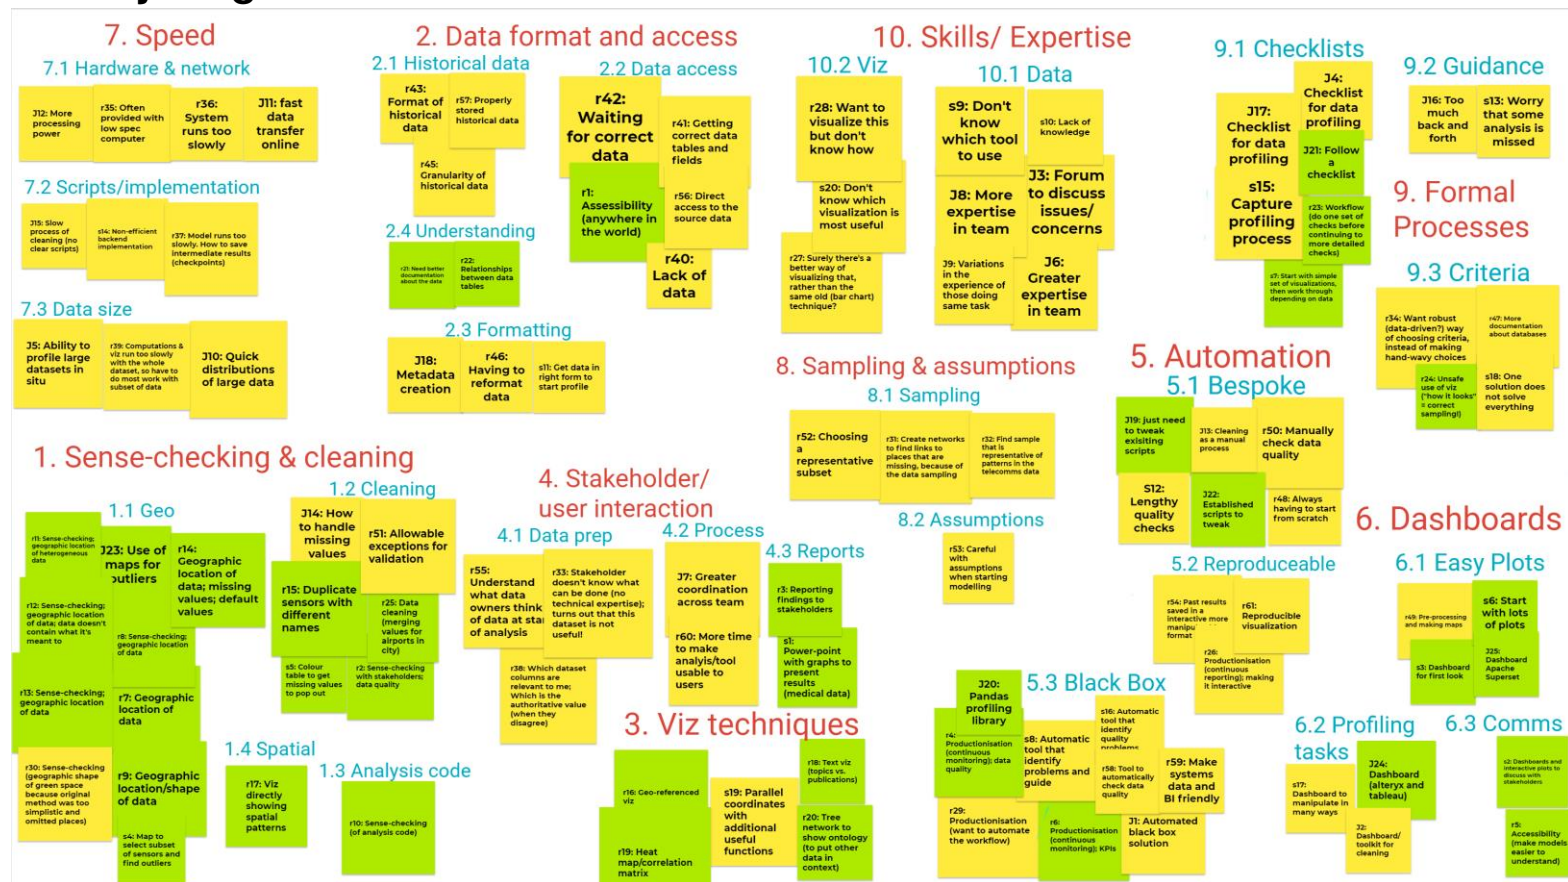 7. Speed
7.1 Hardware & network
J12: More
processing
power
r35: Often
provided with
low spec
computer
r36:
System
runs too
slowly
J11: fast
data
transfer
online
7.2 Scripts/implementation
J15: Slow
process of
cleaning (no
clear scripts)
s14: Non-efficient
backend
implementation
r37: Model runs too
slowly. How to save
intermediate results
(checkpoints)
7.3 Data size
J5: Ability to
profile large
datasets in
situ
r39: Computations &
viz run too slowly
with the whole
dataset, so have to
do most work with
subset of data
J10: Quick
distributions
of large data
2. Data format and access
2.1 Historical data
r43:
Format of
historical
data
r57: Properly
stored
historical data
r45:
Granularity of
historical data
2.2 Data access
r42:
Waiting
for correct
data
r41: Getting
correct data
tables and
fields
r1:
Assessibility
(anywhere in
the world)
r56: Direct
access to the
source data
r40:
Lack of
data
2.4 Understanding
r21: Need better
documentation
about the data
r22:
Relationships
between data
tables
2.3 Formatting
J18:
Metadata
creation
r46:
Having to
reformat
data
s11: Get data in
right form to
start profile
10. Skills/ Expertise
10.2 Viz
r28: Want to
visualize this
but don't
know how
s20: Don't
know which
visualization is
most useful
r27: Surely there's a
better way of
visualizing that,
rather than the
same old (bar chart)
technique?
10.1 Data
s9: Don't
know
which tool
to use
s10: Lack of
knowledge
J8: More
expertise
in team
J3: Forum
to discuss
issues/
concerns
J9: Variations
in the
experience of
those doing
same task
J6:
Greater
expertise
in team
9.1 Checklists
J4:
Checklist
for data
profiling
J17:
Checklist
for data
profiling
J21: Follow
a
checklist
s15:
Capture
profiling
process
r23: Workflow
(do one set of
checks before
continuing to
more detailed
checks)
s7: Start with simple
set of visualizations,
then work through
depending on data
9.2 Guidance
J16: Too
much
back and
forth
s13: Worry
that some
analysis is
missed
9. Formal
Processes
9.3 Criteria
r34: Want robust
(data-driven?) way
of choosing criteria,
instead of making
hand-wavy choices
r47: More
documentation
about databases
r24: Unsafe
use of viz
("how it looks"
= correct
sampling!)
s18: One
solution does
not solve
everything
8. Sampling & assumptions
8.1 Sampling
r52: Choosing
a
representative
subset
r31: Create networks
to find links to
places that are
missing, because of
the data sampling
r32: Find sample
that is
representative of
patterns in the
telecomms data
8.2 Assumptions
r53: Careful
with
assumptions
when starting
modelling
5. Automation
5.1 Bespoke
J19: just need
to tweak
exisiting
scripts
J13: Cleaning
as a manual
process
r50: Manually
check data
quality
S12:
Lengthy
quality
checks
J22:
Established
scripts to
tweak
r48: Always
having to start
from scratch
5.2 Reproduceable
r54: Past results
saved in a
interactive more
format
r61:
Reproducible
visualization
r26:
Productionisation
(continuous
reporting); making
it interactive
5.3 Black Box
J20:
Pandas
profiling
library
r4:
Productionisation
(continuous
monitoring); data
quality
s8: Automatic
tool that
identify
problems and
guide
s16: Automatic
tool that
identify
quality
problems
r58: Tool to
automatically
check data
quality
r59: Make
systems
data and
BI friendly
r29:
Productionisation
(want to automate
the workflow)
r6:
Productionisation
(continuous
monitoring); KPIs
J1: Automated
black box
solution
1. Sense-checking & cleaning
1.1 Geo
r11: Sense-checking;
geographic location
of heterogeneous
data
J23: Use of
maps for
outliers
r14:
Geographic
location of
data; missing
values; default
values
r12: Sense-checking;
geographic location
of data; data doesn't
contain what it's
meant to
r8: Sense-checking;
geographic location
of data
r13: Sense-checking;
geographic location
of data
r7: Geographic
location of
data
r30: Sense-checking
(geographic shape
of green space
because original
method was too
simplistic and
omitted places)
r9: Geographic
location/shape
of data
s4: Map to
select subset
of sensors and
find outliers
1.2 Cleaning
J14: How
to handle
missing
values
r51: Allowable
exceptions for
validation
r15: Duplicate
sensors with
different
names
r25: Data
cleaning
(merging
values for
airports in
city)
s5: Colour
table to get
missing values
to pop out
r2: Sense-checking
with stakeholders;
data quality
1.4 Spatial
r17: Viz
directly
showing
spatial
patterns
1.3 Analysis code
r10: Sense-checking
(of analysis code)
4. Stakeholder/
user interaction
4.1 Data prep
r55:
Understand
what data
owners think
of data at star
of analysis
r33: Stakeholder
doesn't know what
can be done (no
technical expertise);
turns out that this
dataset is not
useful!
r38: Which dataset
columns are
relevant to me;
Which is the
authoritative value
(when they
disagree)
4.2 Process
J7: Greater
coordination
across team
r60: More time
to make
analyis/tool
usable to
users
4.3 Reports
r3: Reporting
findings to
stakeholders
s1:
Power-point
with graphs to
present
results
(medical data)
3. Viz techniques
r16: Geo-referenced
viz
s19: Parallel
coordinates
with
additional
useful
functions
r18: Text viz
(topics vs.
publications)
r19: Heat
map/correlation
matrix
r20: Tree
network to
show ontology
(to put other
data in
context)
6. Dashboards
6.1 Easy Plots
r49: Pre-processing
and making maps
s6: Start
with lots
of plots
s3: Dashboard
for first look
J25:
Dashboard
Apache
Superset
6.2 Profiling
tasks
s17:
Dashboard to
manipulate in
many ways
J24:
Dashboard
(alteryx and
tableau)
J2:
Dashboard/
toolkit for
cleaning
6.3 Comms
s2: Dashboards and
interactive plots to
discuss with
stakeholders
r5:
Accessibility
(make models
easier to
understand)